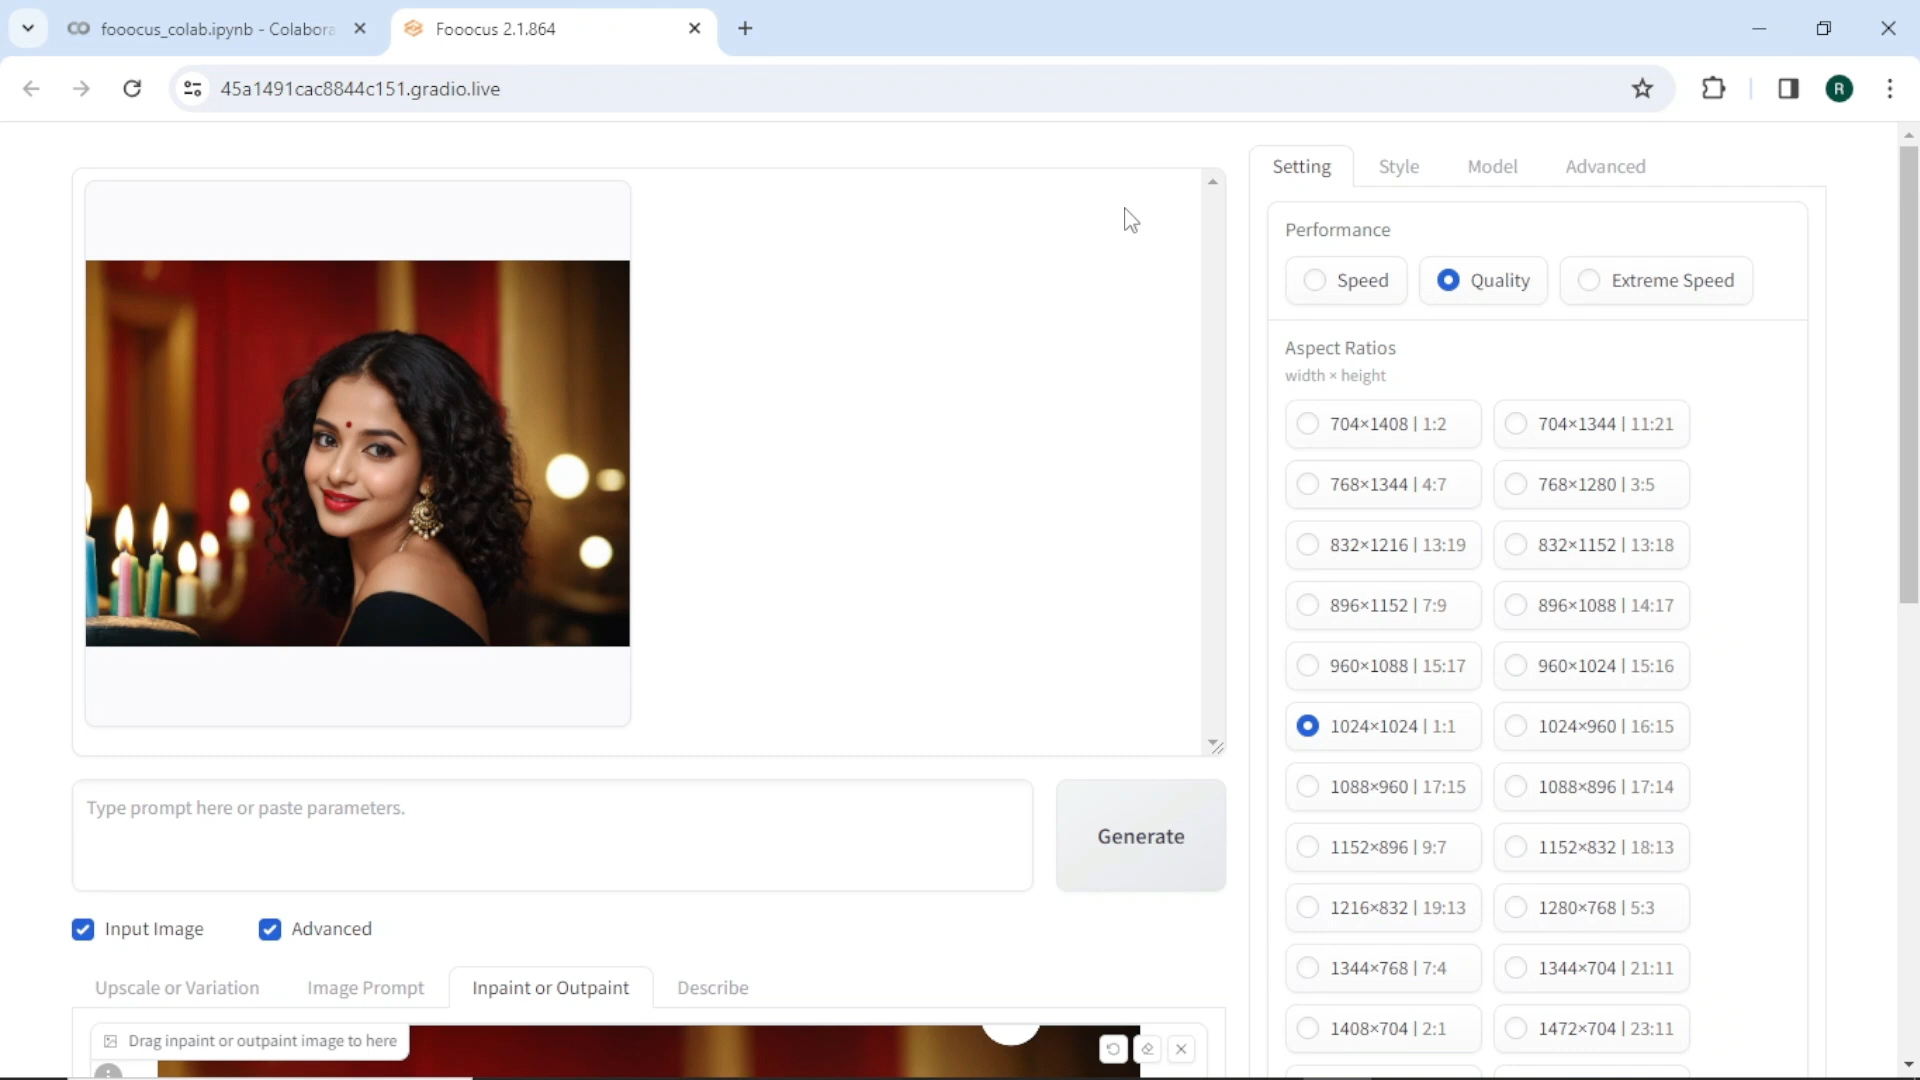 fooocus_colab.ipynb - Colabora
Fooocus 2.1.864
45a1491cac8844c151.gradio.live
R
Setting
Style
Model
Advanced
Performance
Speed
Quality
Extreme Speed
Aspect Ratios
width × height
704×1408 | 1:2
704×1344 | 11:21
768×1344 | 4:7
768×1280 | 3:5
832×1216 | 13:19
832×1152 | 13:18
896×1152 | 7:9
896×1088 | 14:17
960×1088 | 15:17
960×1024 | 15:16
1024×1024 | 1:1
1024×960 | 16:15
1088×960 | 17:15
1088×896 | 17:14
1152×896 | 9:7
1152×832 | 18:13
1216×832 | 19:13
1280×768 | 5:3
1344×768 | 7:4
1344×704 | 21:11
1408×704 | 2:1
1472×704 | 23:11
Type prompt here or paste parameters.
Generate
Input Image
Advanced
Upscale or Variation
Image Prompt
Inpaint or Outpaint
Describe
Drag inpaint or outpaint image to here